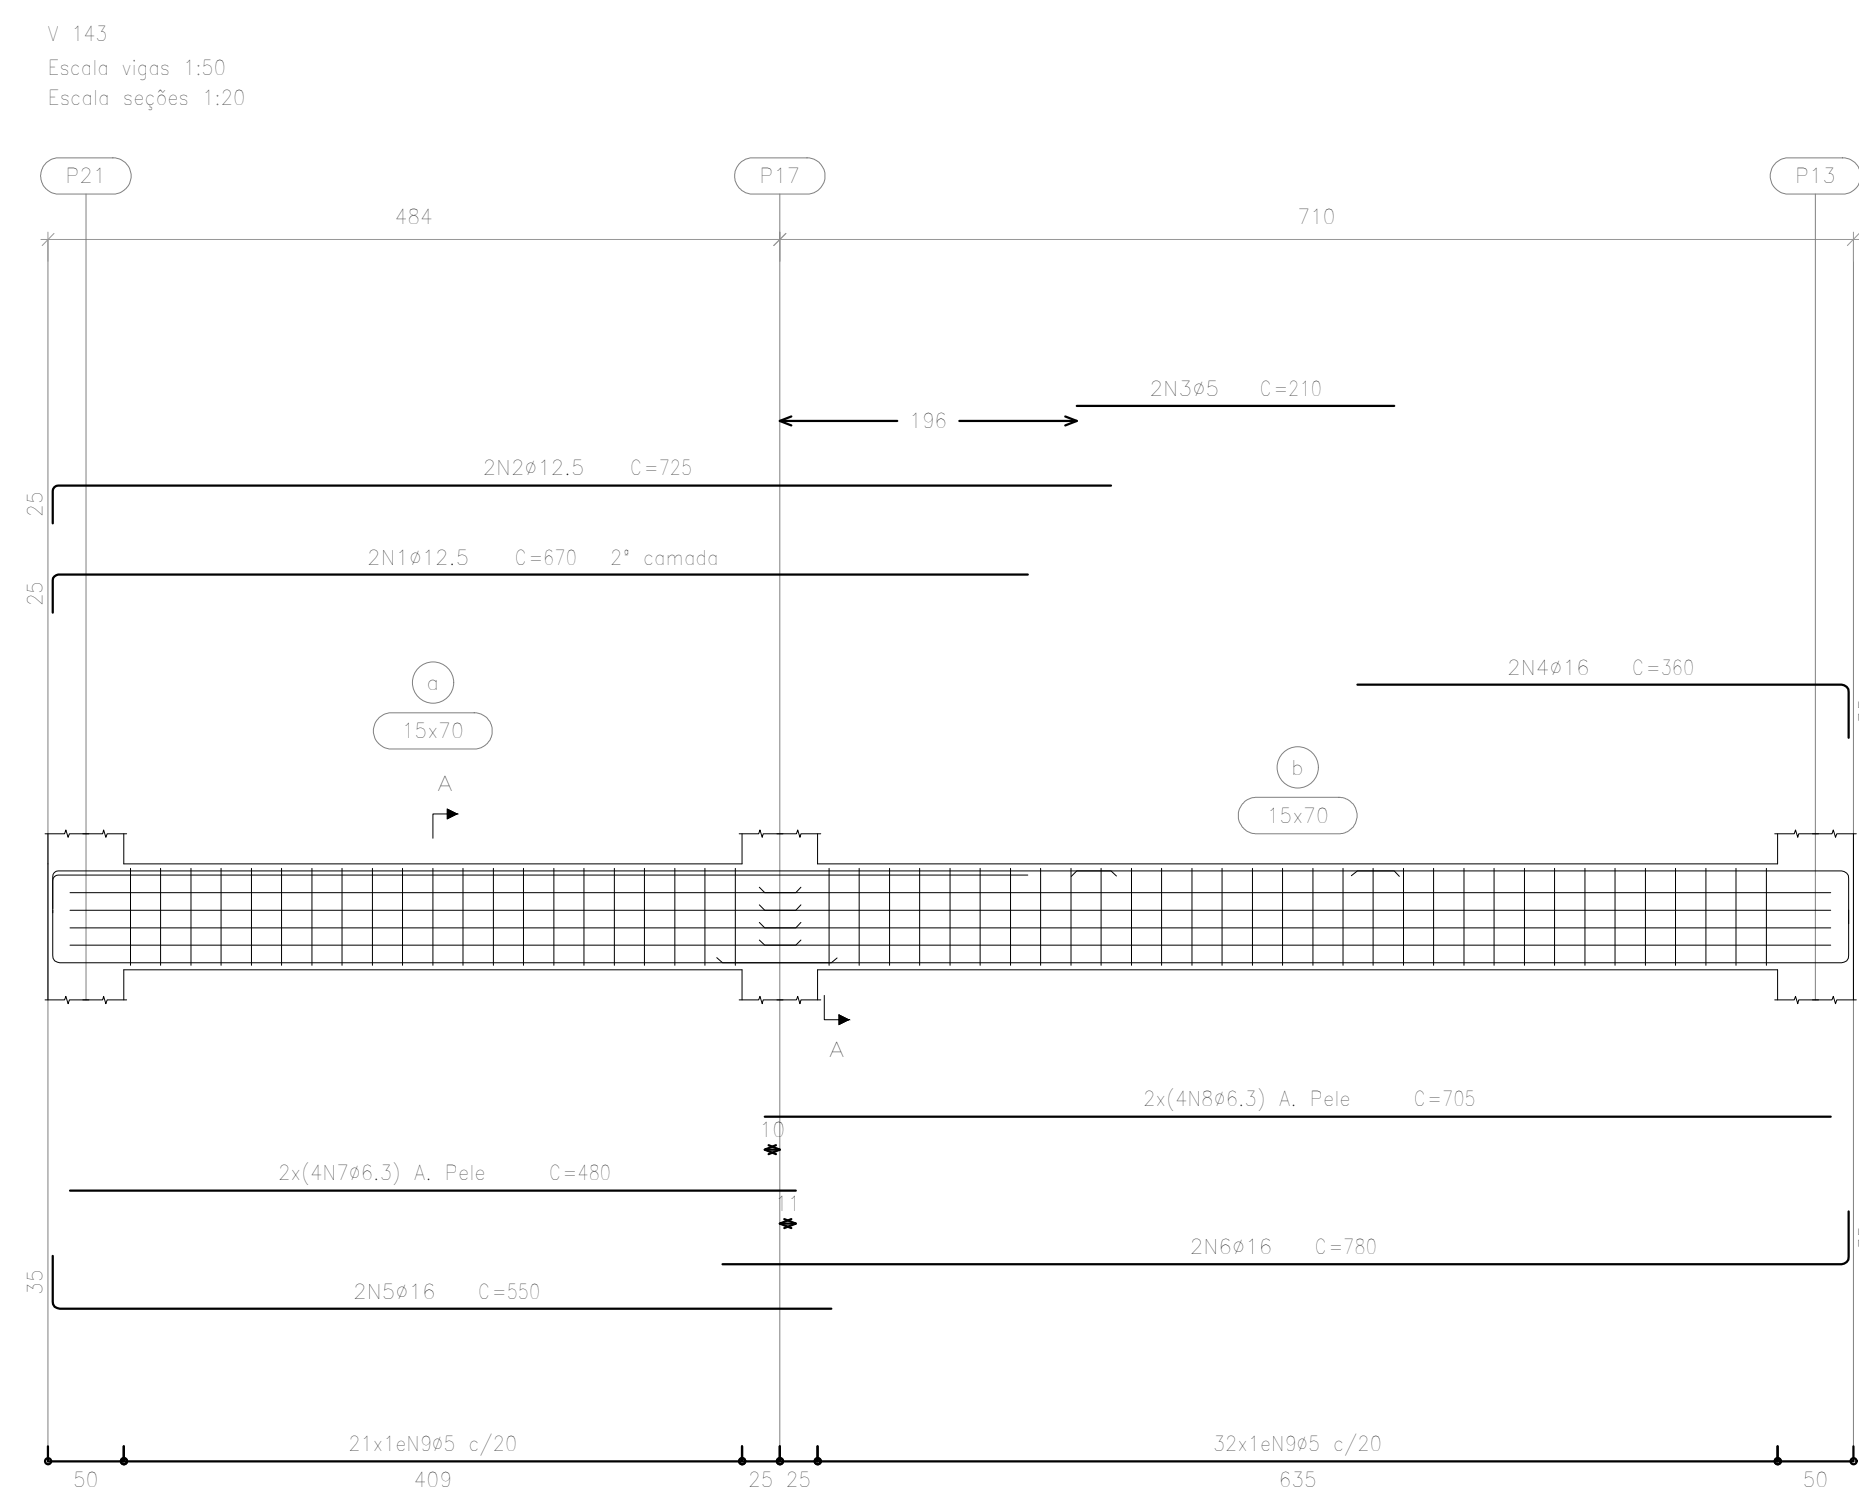 V 143
Escala vigas 1:50
Escala seções 1:20
P21 P17 P13
484 710
2N3ø5 C=210
196
2N2ø12.5 C=725
25
2N1ø12.5 C=670 2ª camada
25
2N4ø16 C=360
a
15x70
A
b
15x70
A
2x(4N8ø6.3) A. Pele C=705
10
2x(4N7ø6.3) A. Pele C=480
11
2N6ø16 C=780
35
2N5ø16 C=550
21x1eN9ø5 c/20 32x1eN9ø5 c/20
50 409 25 25 635 50